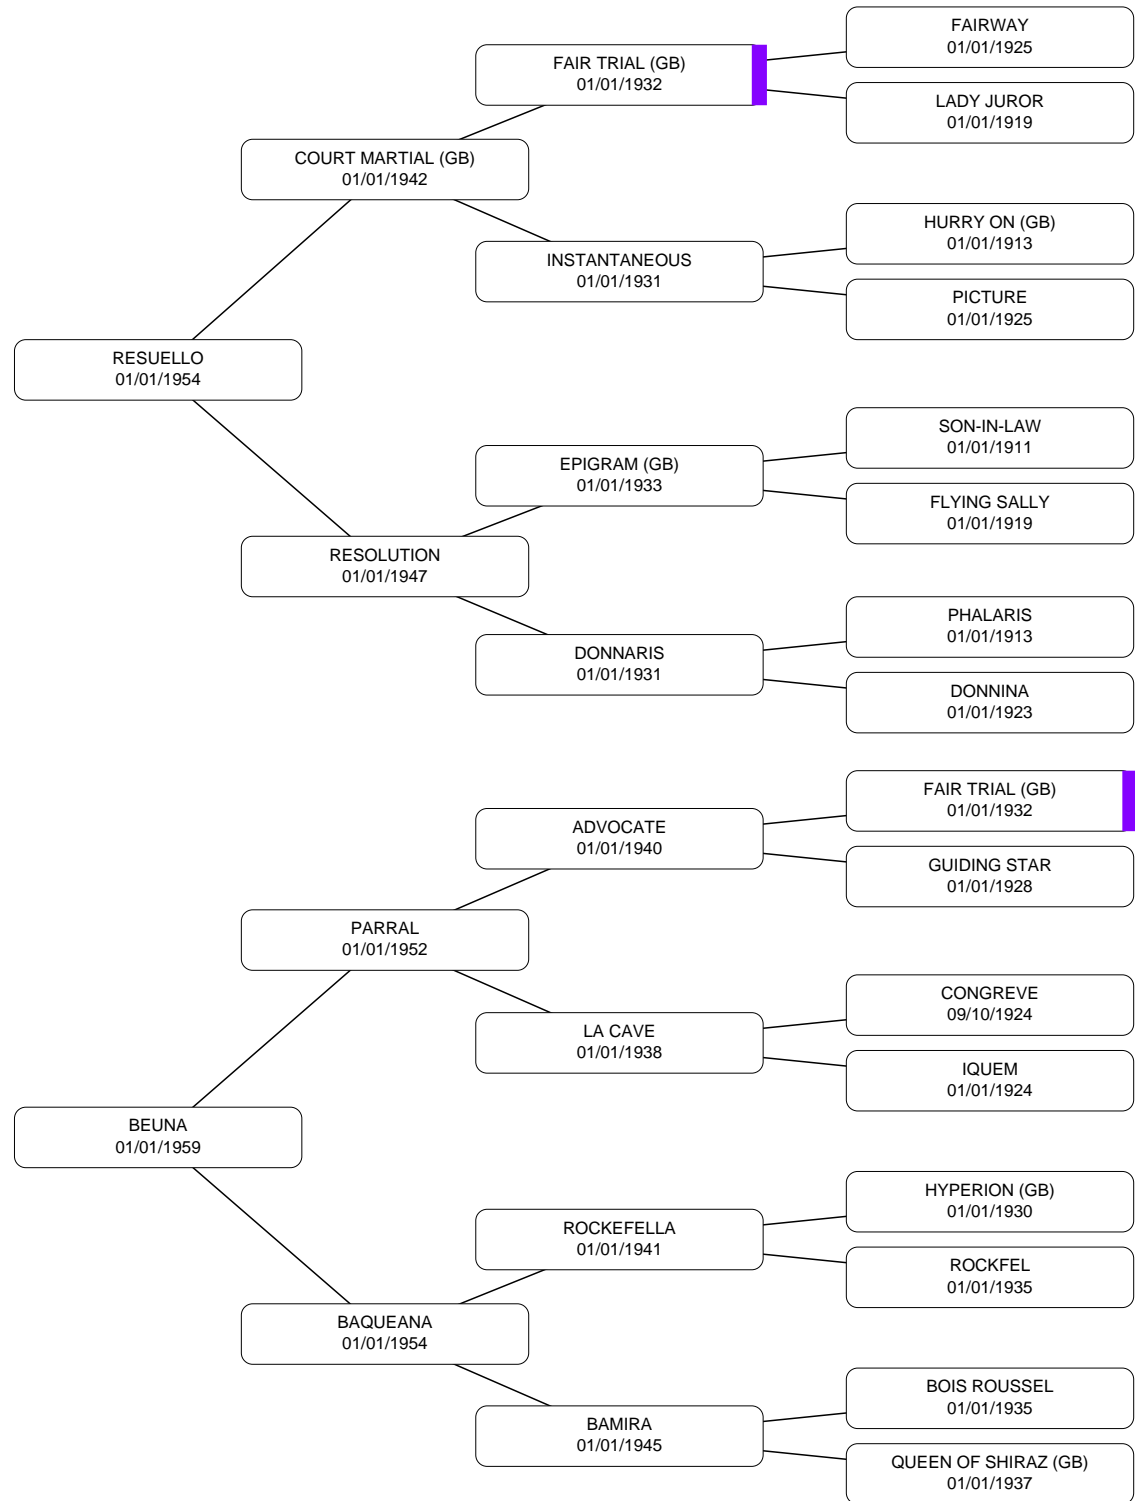 FAIRWAY
01/01/1925
FAIR TRIAL (GB)
01/01/1932
LADY JUROR
01/01/1919
COURT MARTIAL (GB)
01/01/1942
HURRY ON (GB)
01/01/1913
INSTANTANEOUS
01/01/1931
PICTURE
01/01/1925
RESUELLO
01/01/1954
SON-IN-LAW
01/01/1911
EPIGRAM (GB)
01/01/1933
FLYING SALLY
01/01/1919
RESOLUTION
01/01/1947
PHALARIS
01/01/1913
DONNARIS
01/01/1931
DONNINA
01/01/1923
FAIR TRIAL (GB)
01/01/1932
ADVOCATE
01/01/1940
GUIDING STAR
01/01/1928
PARRAL
01/01/1952
CONGREVE
09/10/1924
LA CAVE
01/01/1938
IQUEM
01/01/1924
BEUNA
01/01/1959
HYPERION (GB)
01/01/1930
ROCKEFELLA
01/01/1941
ROCKFEL
01/01/1935
BAQUEANA
01/01/1954
BOIS ROUSSEL
01/01/1935
BAMIRA
01/01/1945
QUEEN OF SHIRAZ (GB)
01/01/1937